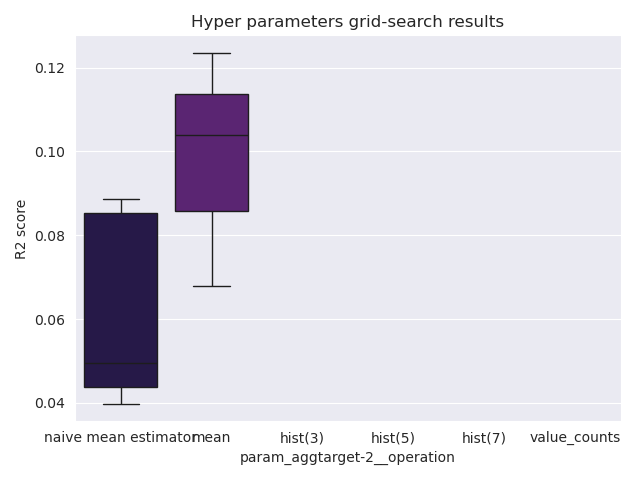 Hyper parameters grid-search results
0.12
0.10
0.08
0.06
0.04
R2 score
naive mean estimator mean hist(3) hist(5) hist(7) value_counts
param_aggtarget-2__operation